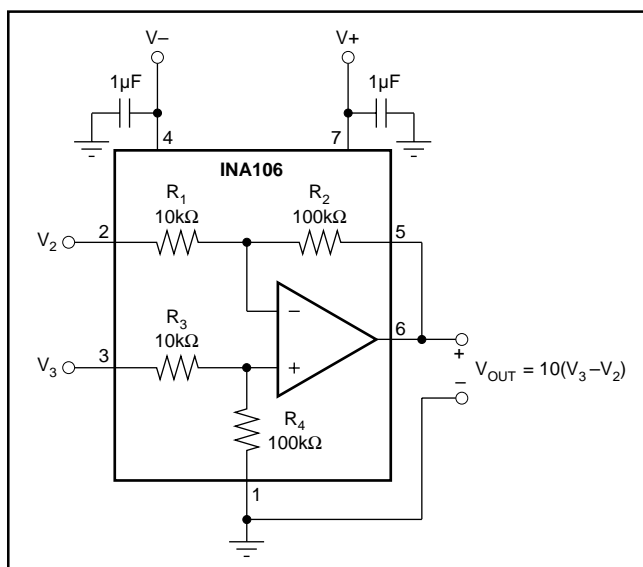 V– V+
1µF 1µF
4 7
INA106
R1 R2
10kΩ 100kΩ
V2 2 5
–
R3
10kΩ
6
V3 3 +
+
VOUT = 10(V3 –V2)
–
R4
100kΩ
1